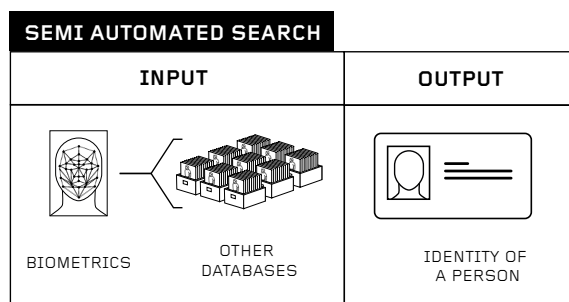 SEMI AUTOMATED SEARCH
INPUT
OUTPUT
BIOMETRICS
OTHER
DATABASES
IDENTITY OF
A PERSON